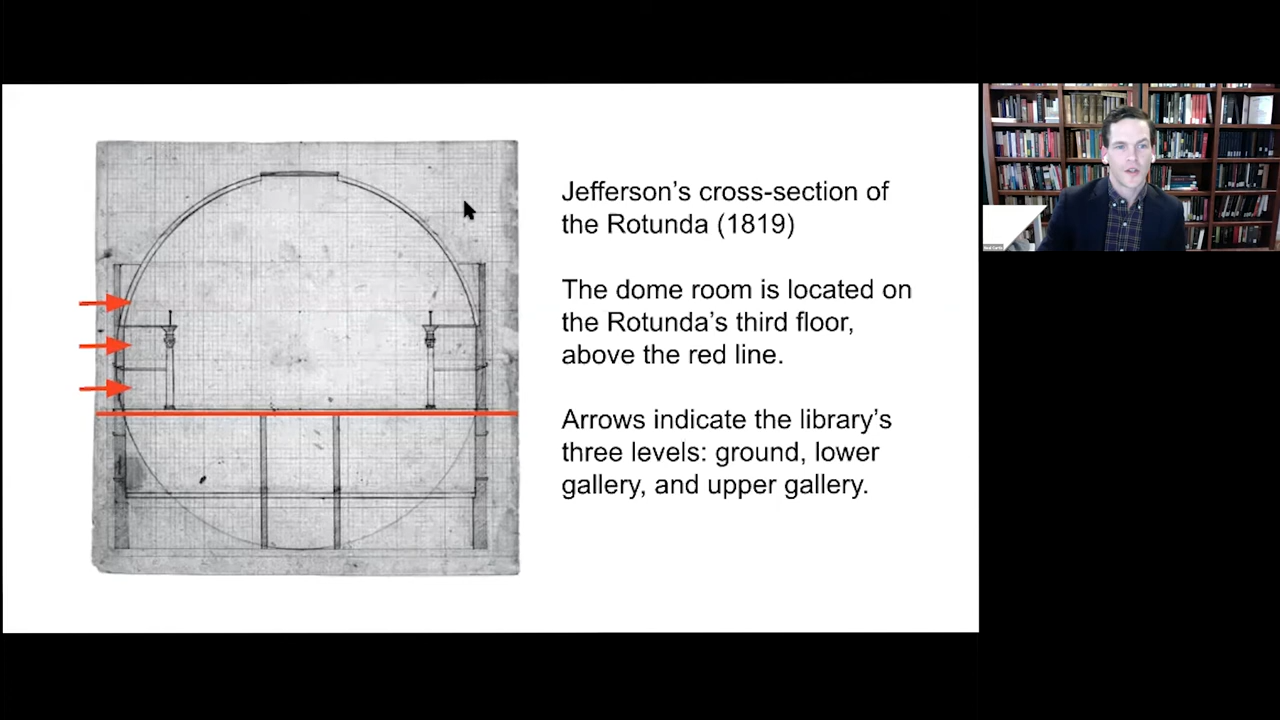 Jefferson's cross-section of
the Rotunda (1819)
The dome room is located on
the Rotunda's third floor,
above the red line.
Arrows indicate the library's
three levels: ground, lower
gallery, and upper gallery.